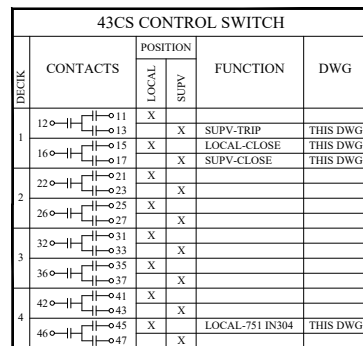 43CS CONTROL SWITCH
DECIK
CONTACTS
POSITION
LOCAL
SUPV
FUNCTION
DWG
1
12
11 X
13 X SUPV-TRIP THIS DWG
16
15 X LOCAL-CLOSE THIS DWG
17 X SUPV-CLOSE THIS DWG
2
22
21 X
23 X
26
25 X
27 X
3
32
31 X
33 X
36
35 X
37 X
4
42
41 X
43 X
46
45 X LOCAL-751 IN304 THIS DWG
47 X